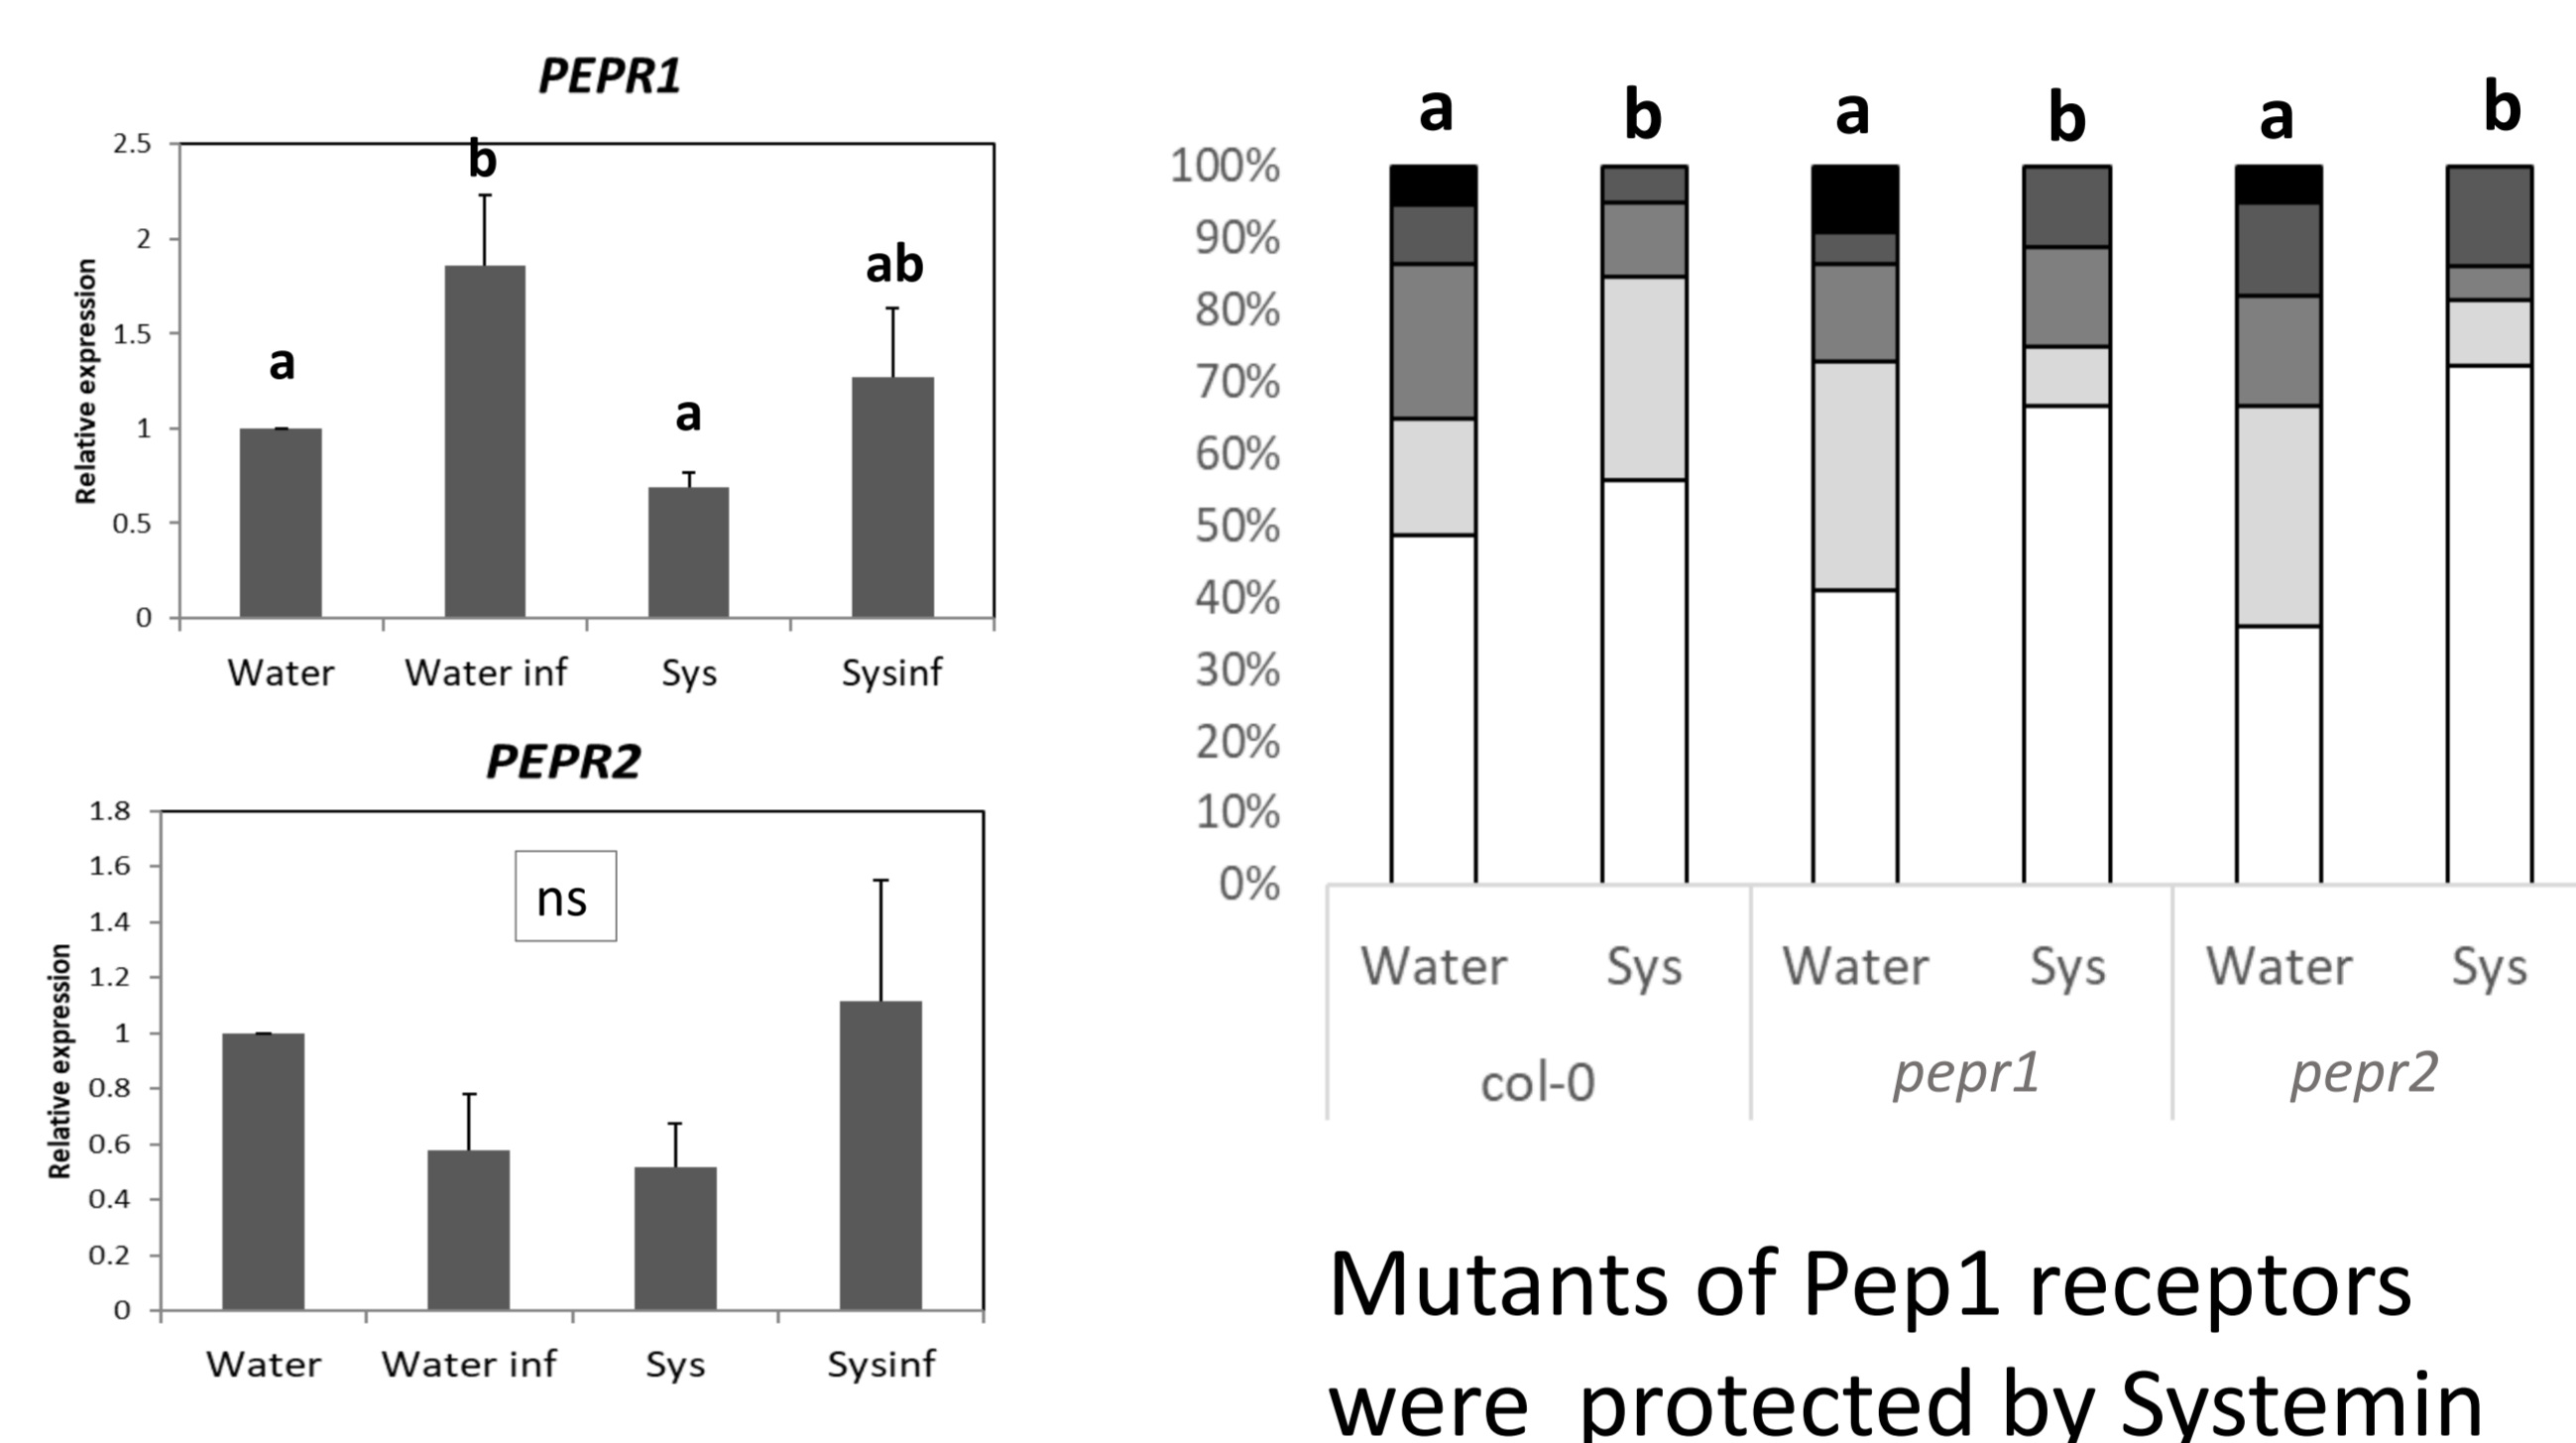 PEPR1
2.5
2
1.5
1
0.5
0
Relative expression
a
b
a
ab
Water Water inf Sys Sysinf
PEPR2
1.8
1.6
1.4
1.2
1
0.8
0.6
0.4
0.2
0
Relative expression
ns
Water Water inf Sys Sysinf
a b a b a b
100%
90%
80%
70%
60%
50%
40%
30%
20%
10%
0%
Water Sys Water Sys Water Sys
col-0 pepr1 pepr2
Mutants of Pep1 receptors
were protected by Systemin